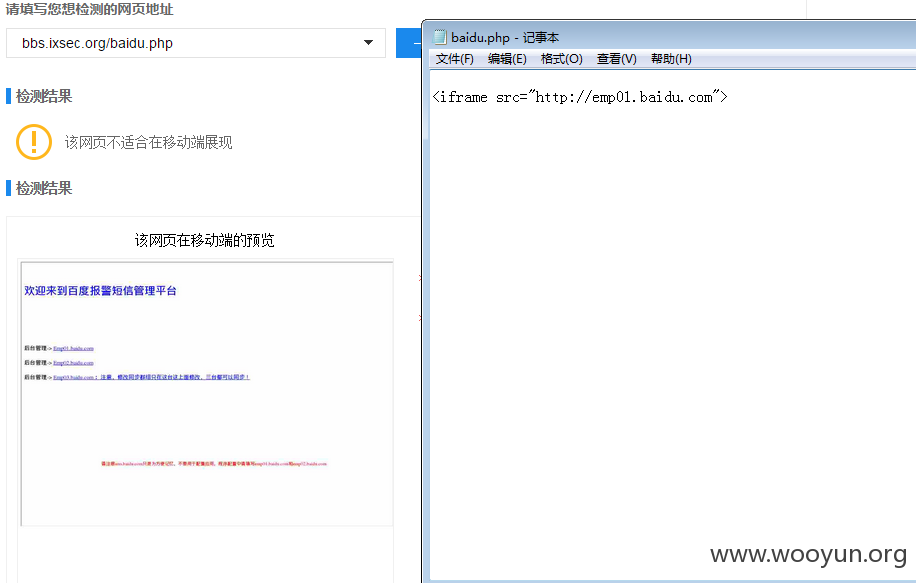 请填写您想检测的网页地址
bbs.ixsec.org/baidu.php
检测结果
该网页不适合在移动端展现
检测结果
该网页在移动端的预览
欢迎来到百度报警短信管理平台
后台管理-> Emp01.baidu.com
后台管理-> Emp02.baidu.com
后台管理-> Emp03.baidu.com ：注意，修改同步群组只在这台这上面修改，三台都可以同步！
baidu.php - 记事本
文件(F) 编辑(E) 格式(O) 查看(V) 帮助(H)
<iframe src="http://emp01.baidu.com">
www.wooyun.org